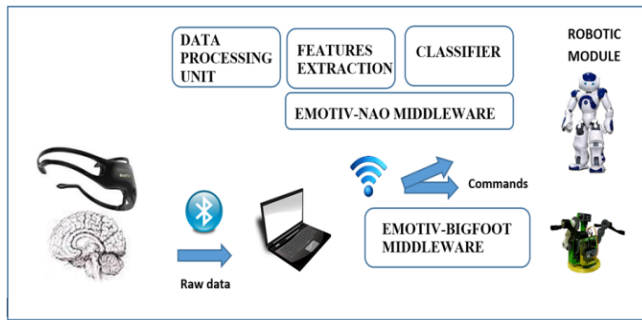 DATA
PROCESSING
UNIT
FEATURES
EXTRACTION
CLASSIFIER
ROBOTIC
MODULE
EMOTIV-NAO MIDDLEWARE
Commands
EMOTIV-BIGFOOT
MIDDLEWARE
Raw data